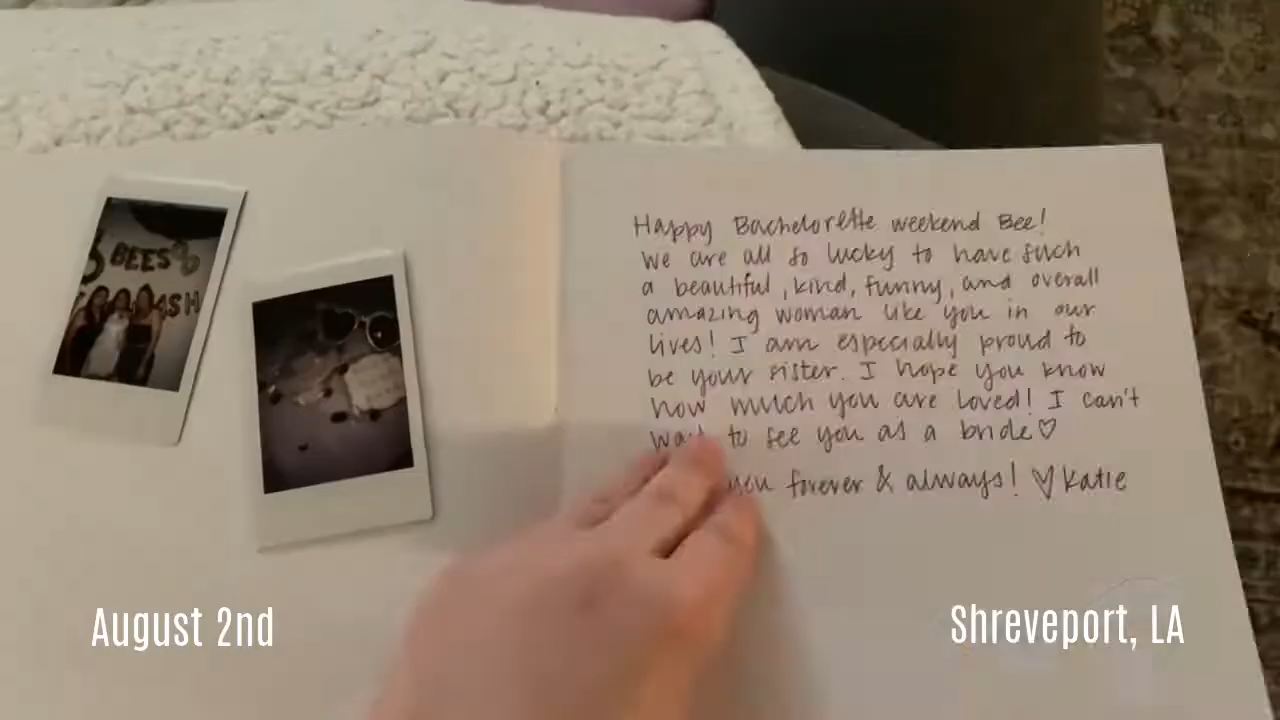 BEES
ASH
Happy Bachelorette weekend Bee!
we are all so lucky to have such
a beautiful, kind, funny, and overall
amazing woman like you in our
lives! I am especially proud to
be your sister. I hope you know
how much you are loved! I can't
wait to see you as a bride♡
you forever & always! ♡ Katie
August 2nd
Shreveport, LA